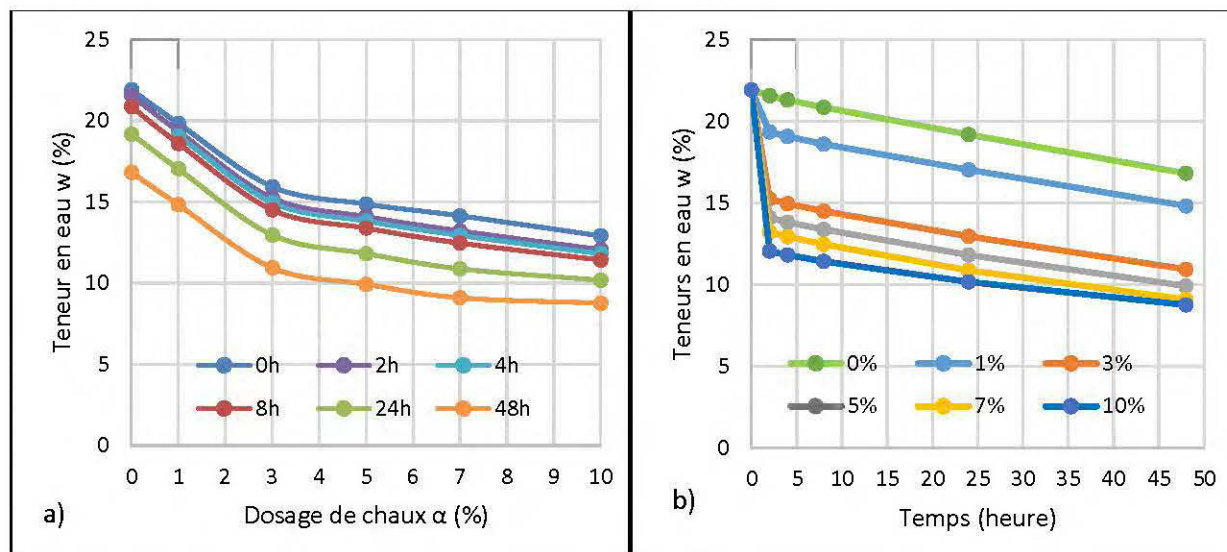 25
20
15
10
5
0
Teneur en eau w (%)
0h 2h 4h
8h 24h 48h
0 1 2 3 4 5 6 7 8 9 10
Dosage de chaux α (%)
a)
25
20
15
10
5
0
Teneurs en eau w (%)
0% 1% 3%
5% 7% 10%
0 5 10 15 20 25 30 35 40 45 50
Temps (heure)
b)